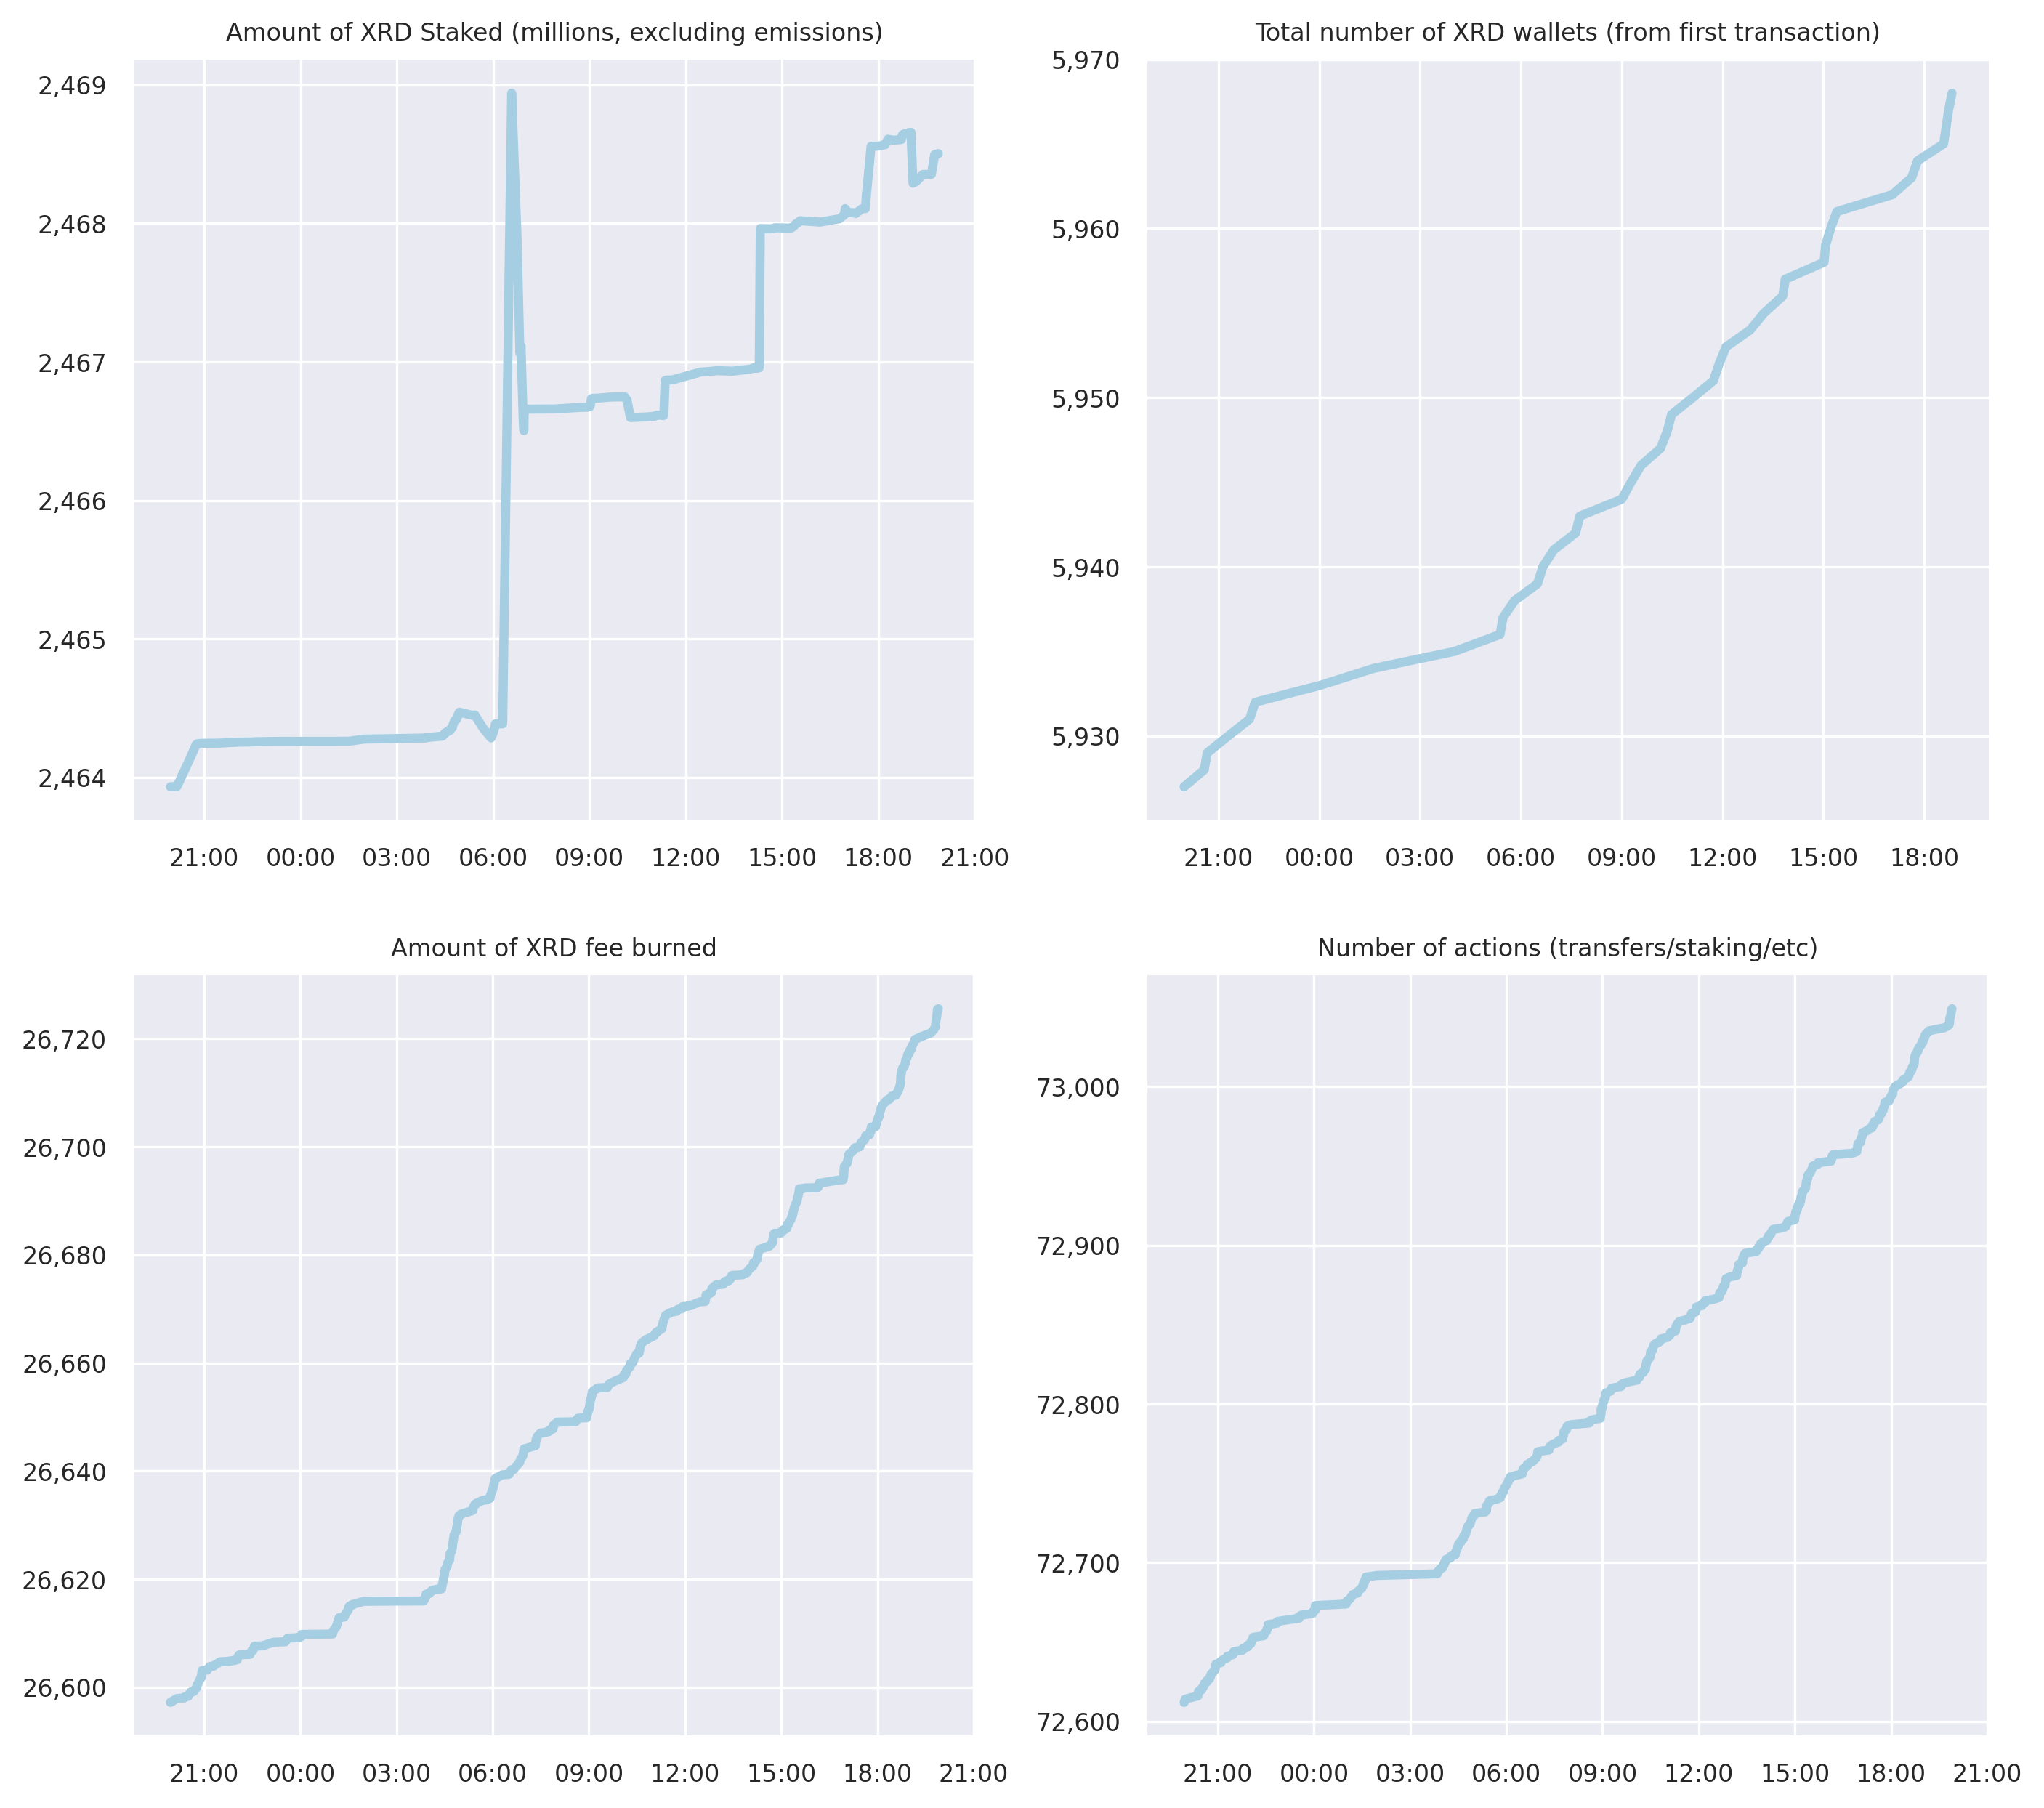 Amount of XRD Staked (millions, excluding emissions)
2,469
2,468
2,467
2,466
2,465
2,464
21:00 00:00 03:00 06:00 09:00 12:00 15:00 18:00 21:00
Total number of XRD wallets (from first transaction)
5,970
5,960
5,950
5,940
5,930
21:00 00:00 03:00 06:00 09:00 12:00 15:00 18:00
Amount of XRD fee burned
26,720
26,700
26,680
26,660
26,640
26,620
26,600
21:00 00:00 03:00 06:00 09:00 12:00 15:00 18:00 21:00
Number of actions (transfers/staking/etc)
73,000
72,900
72,800
72,700
72,600
21:00 00:00 03:00 06:00 09:00 12:00 15:00 18:00 21:00